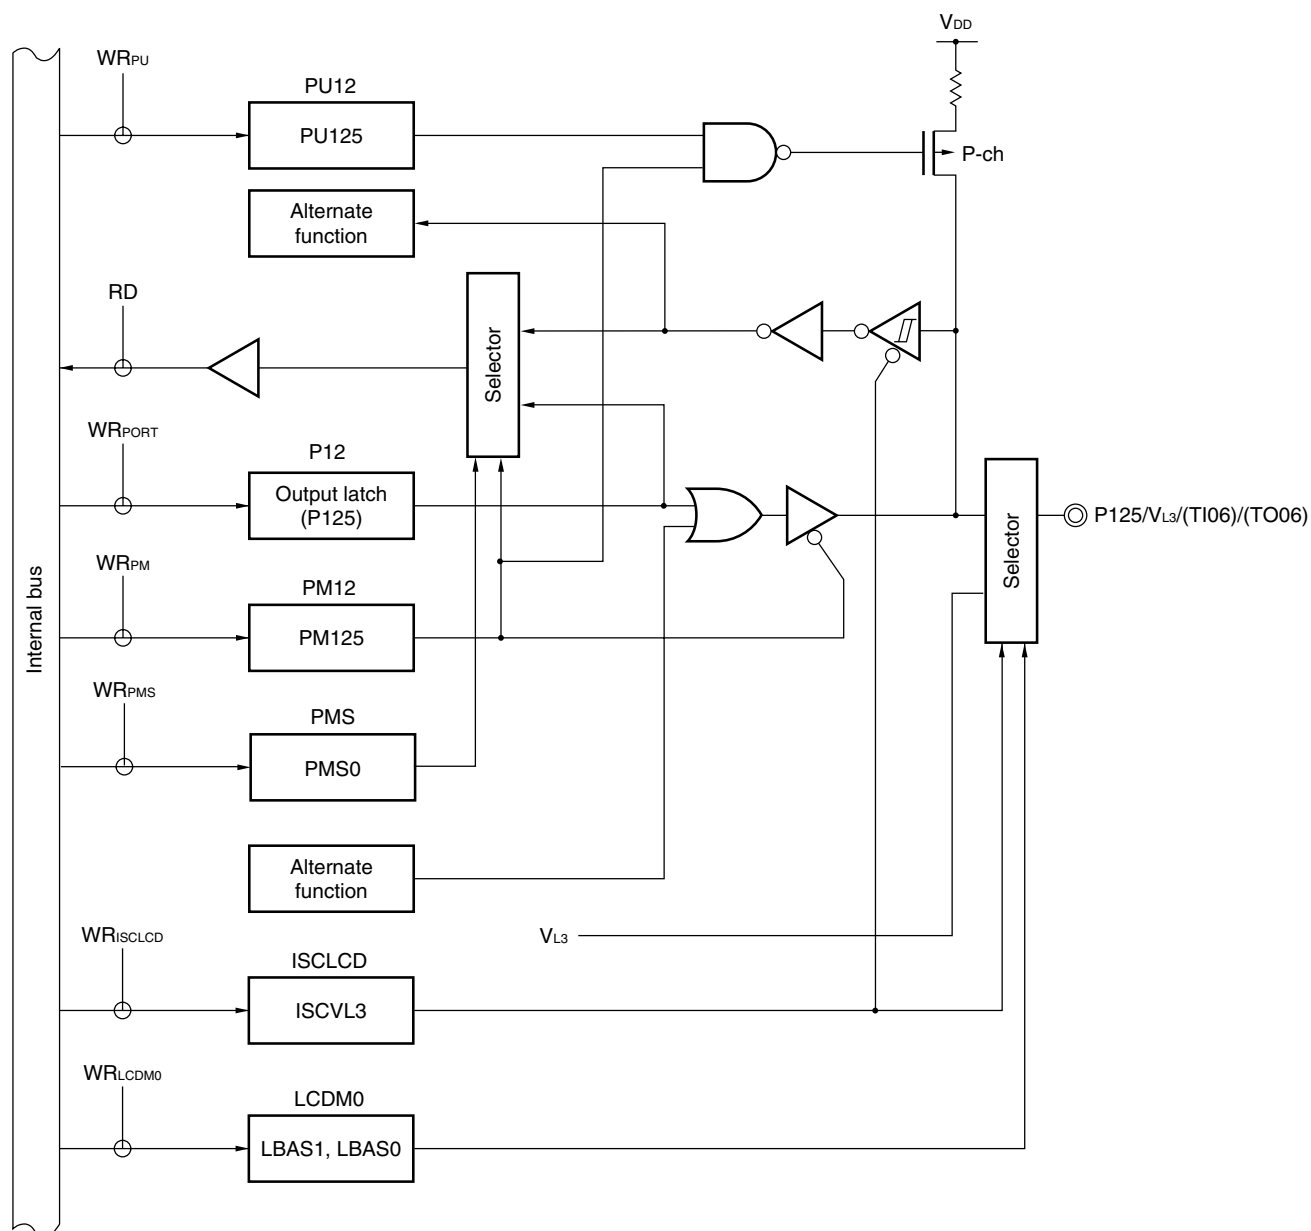 VDD
WRPU
PU12
PU125
P-ch
Alternate
function
RD
Selector
WRPORT
P12
Output latch
(P125)
P125/VL3/(TI06)/(TO06)
Selector
WRPM
PM12
PM125
Internal bus
WRPMS
PMS
PMS0
Alternate
function
VL3
WRISCLCD
ISCLCD
ISCVL3
WRLCDM0
LCDM0
LBAS1, LBAS0